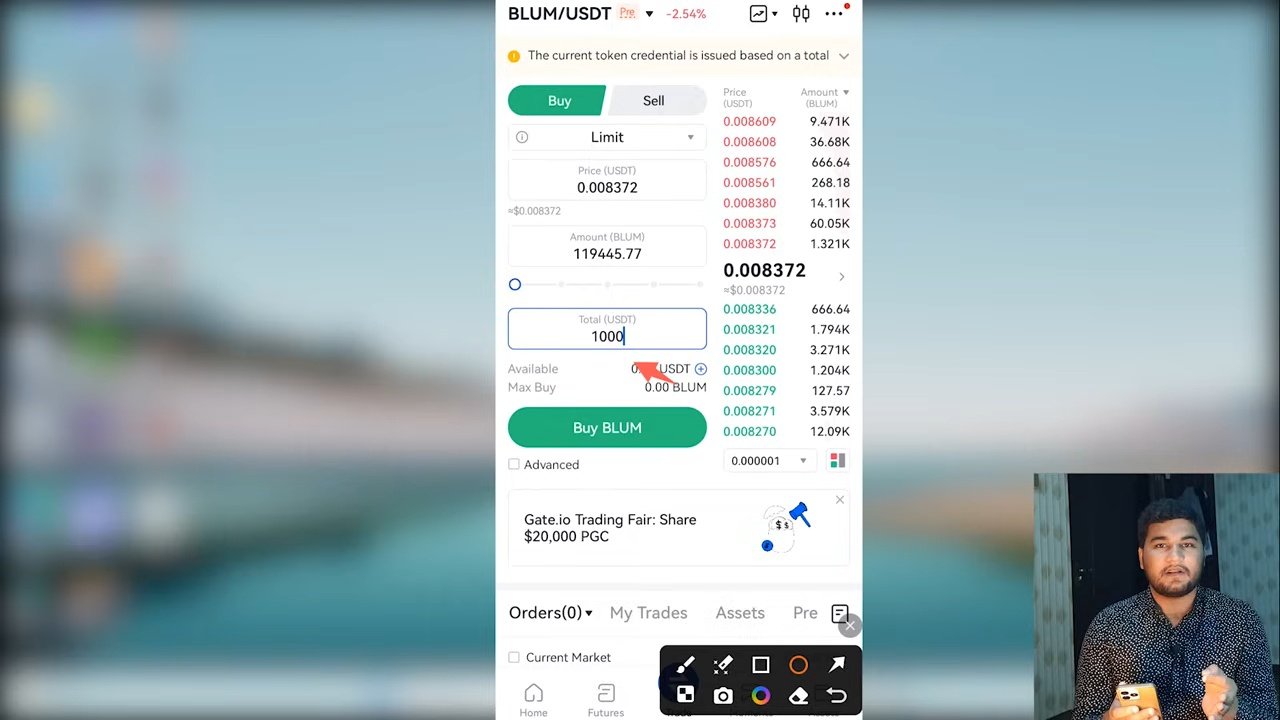 BLUM/USDT Pre -2.54%
The current token credential is issued based on a total
Buy
Sell
Limit
Price (USDT)
0.008372
≈$0.008372
Amount (BLUM)
119445.77
Total (USDT)
1000
Available USDT
Max Buy 0.00 BLUM
Buy BLUM
Advanced
Price
(USDT)
Amount
(BLUM)
0.008609 9.471K
0.008608 36.68K
0.008576 666.64
0.008561 268.18
0.008380 14.11K
0.008373 60.05K
0.008372 1.321K
0.008372
≈$0.008372
0.008336 666.64
0.008321 1.794K
0.008320 3.271K
0.008300 1.204K
0.008279 127.57
0.008271 3.579K
0.008270 12.09K
0.000001
Gate.io Trading Fair: Share
$20,000 PGC
Orders(0) My Trades Assets Pre
Current Market
Home Futures